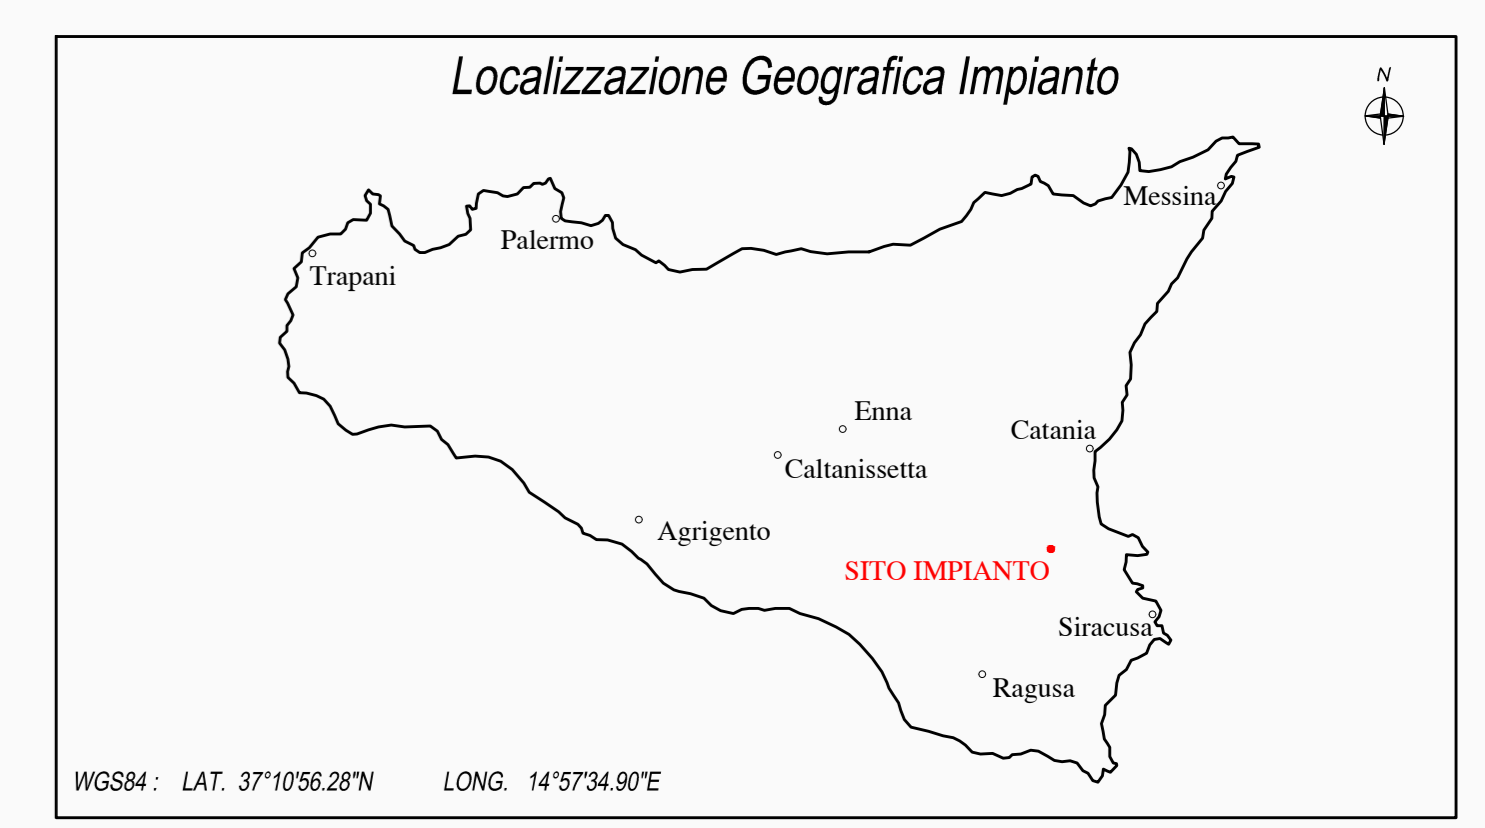 Localizzazione Geografica Impianto
N
Messina
Palermo
Trapani
Enna
Catania
Caltanissetta
Agrigento
SITO IMPIANTO
Siracusa
Ragusa
WGS84 : LAT. 37°10'56.28"N LONG. 14°57'34.90"E